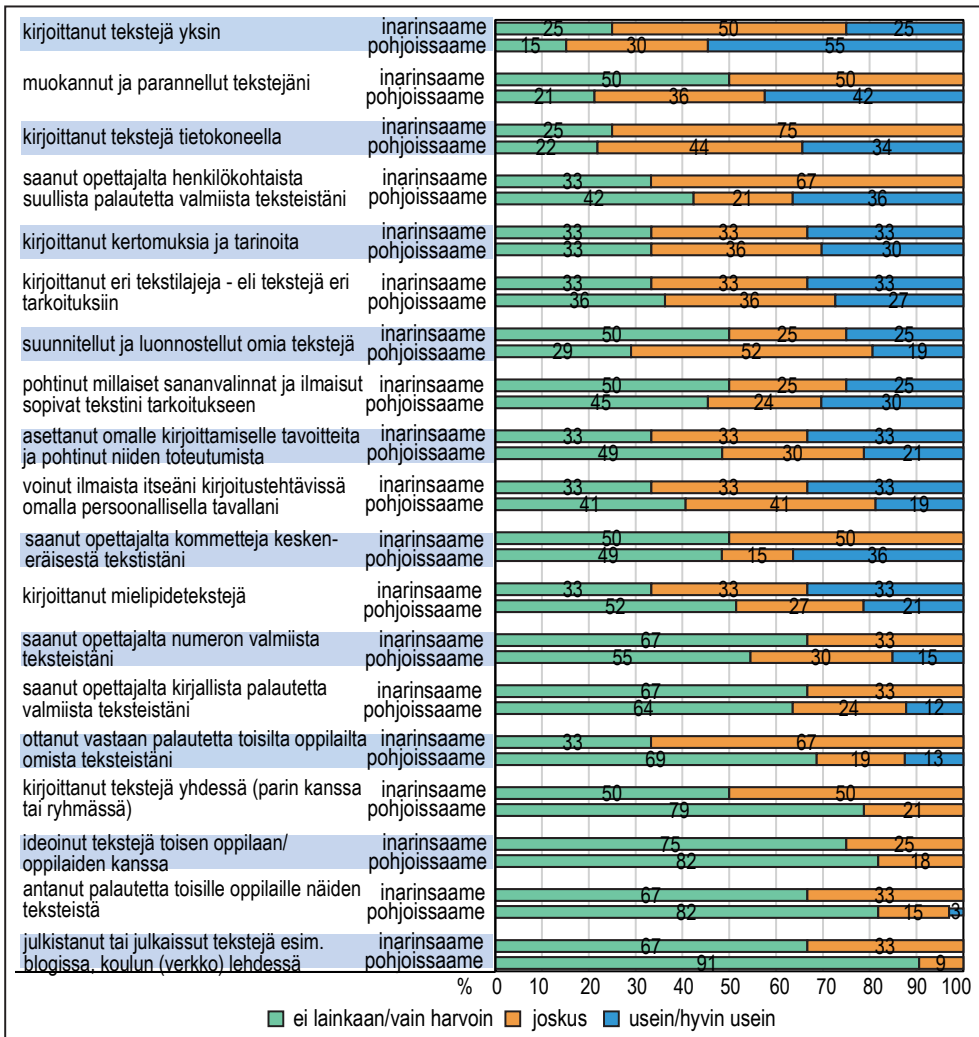 kirjoittanut tekstejä yksin
inarinsaame 25 50 25
pohjoissaame 15 30 55
muokannut ja parannellut tekstejäni
inarinsaame 50 50
pohjoissaame 21 36 42
kirjoittanut tekstejä tietokoneella
inarinsaame 25 75
pohjoissaame 22 44 34
saanut opettajalta henkilökohtaista
suullista palautetta valmiista teksteistäni
inarinsaame 33 67
pohjoissaame 42 21 36
kirjoittanut kertomuksia ja tarinoita
inarinsaame 33 33 33
pohjoissaame 33 36 30
kirjoittanut eri tekstilajeja - eli tekstejä eri
tarkoituksiin
inarinsaame 33 33 33
pohjoissaame 36 36 27
suunnitellut ja luonnostellut omia tekstejä
inarinsaame 50 25 25
pohjoissaame 29 52 19
pohtinut millaiset sananvalinnat ja ilmaisut
sopivat tekstini tarkoitukseen
inarinsaame 50 25 25
pohjoissaame 45 24 30
asettanut omalle kirjoittamiselle tavoitteita
ja pohtinut niiden toteutumista
inarinsaame 33 33 33
pohjoissaame 49 30 21
voinut ilmaista itseäni kirjoitustehtävissä
omalla persoonallisella tavallani
inarinsaame 33 33 33
pohjoissaame 41 41 19
saanut opettajalta kommetteja kesken-
eräisestä tekstistäni
inarinsaame 50 50
pohjoissaame 49 15 36
kirjoittanut mielipidetekstejä
inarinsaame 33 33 33
pohjoissaame 52 27 21
saanut opettajalta numeron valmiista
teksteistäni
inarinsaame 67 33
pohjoissaame 55 30 15
saanut opettajalta kirjallista palautetta
valmiista teksteistäni
inarinsaame 67 33
pohjoissaame 64 24 12
ottanut vastaan palautetta toisilta oppilailta
omista teksteistäni
inarinsaame 33 67
pohjoissaame 69 19 13
kirjoittanut tekstejä yhdessä (parin kanssa
tai ryhmässä)
inarinsaame 50 50
pohjoissaame 79 21
ideoinut tekstejä toisen oppilaan/
oppilaiden kanssa
inarinsaame 75 25
pohjoissaame 82 18
antanut palautetta toisille oppilaille näiden
teksteistä
inarinsaame 67 33
pohjoissaame 82 15 3
julkistanut tai julkaissut tekstejä esim.
blogissa, koulun (verkko) lehdessä
inarinsaame 67 33
pohjoissaame 91 9
% 0 10 20 30 40 50 60 70 80 90 100
ei lainkaan/vain harvoin joskus usein/hyvin usein